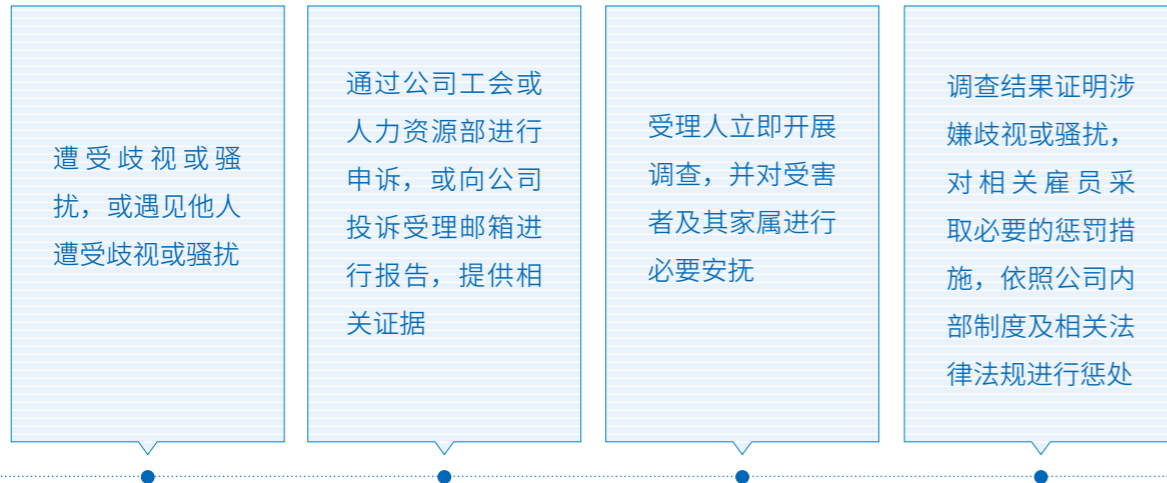 遭受歧视或骚
扰，或遇见他人
遭受歧视或骚扰
通过公司工会或
人力资源部进行
申诉，或向公司
投诉受理邮箱进
行报告，提供相
关证据
受理人立即开展
调查，并对受害
者及其家属进行
必要安抚
调查结果证明涉
嫌歧视或骚扰，
对相关雇员采
取必要的惩罚措
施，依照公司内
部制度及相关法
律法规进行惩处